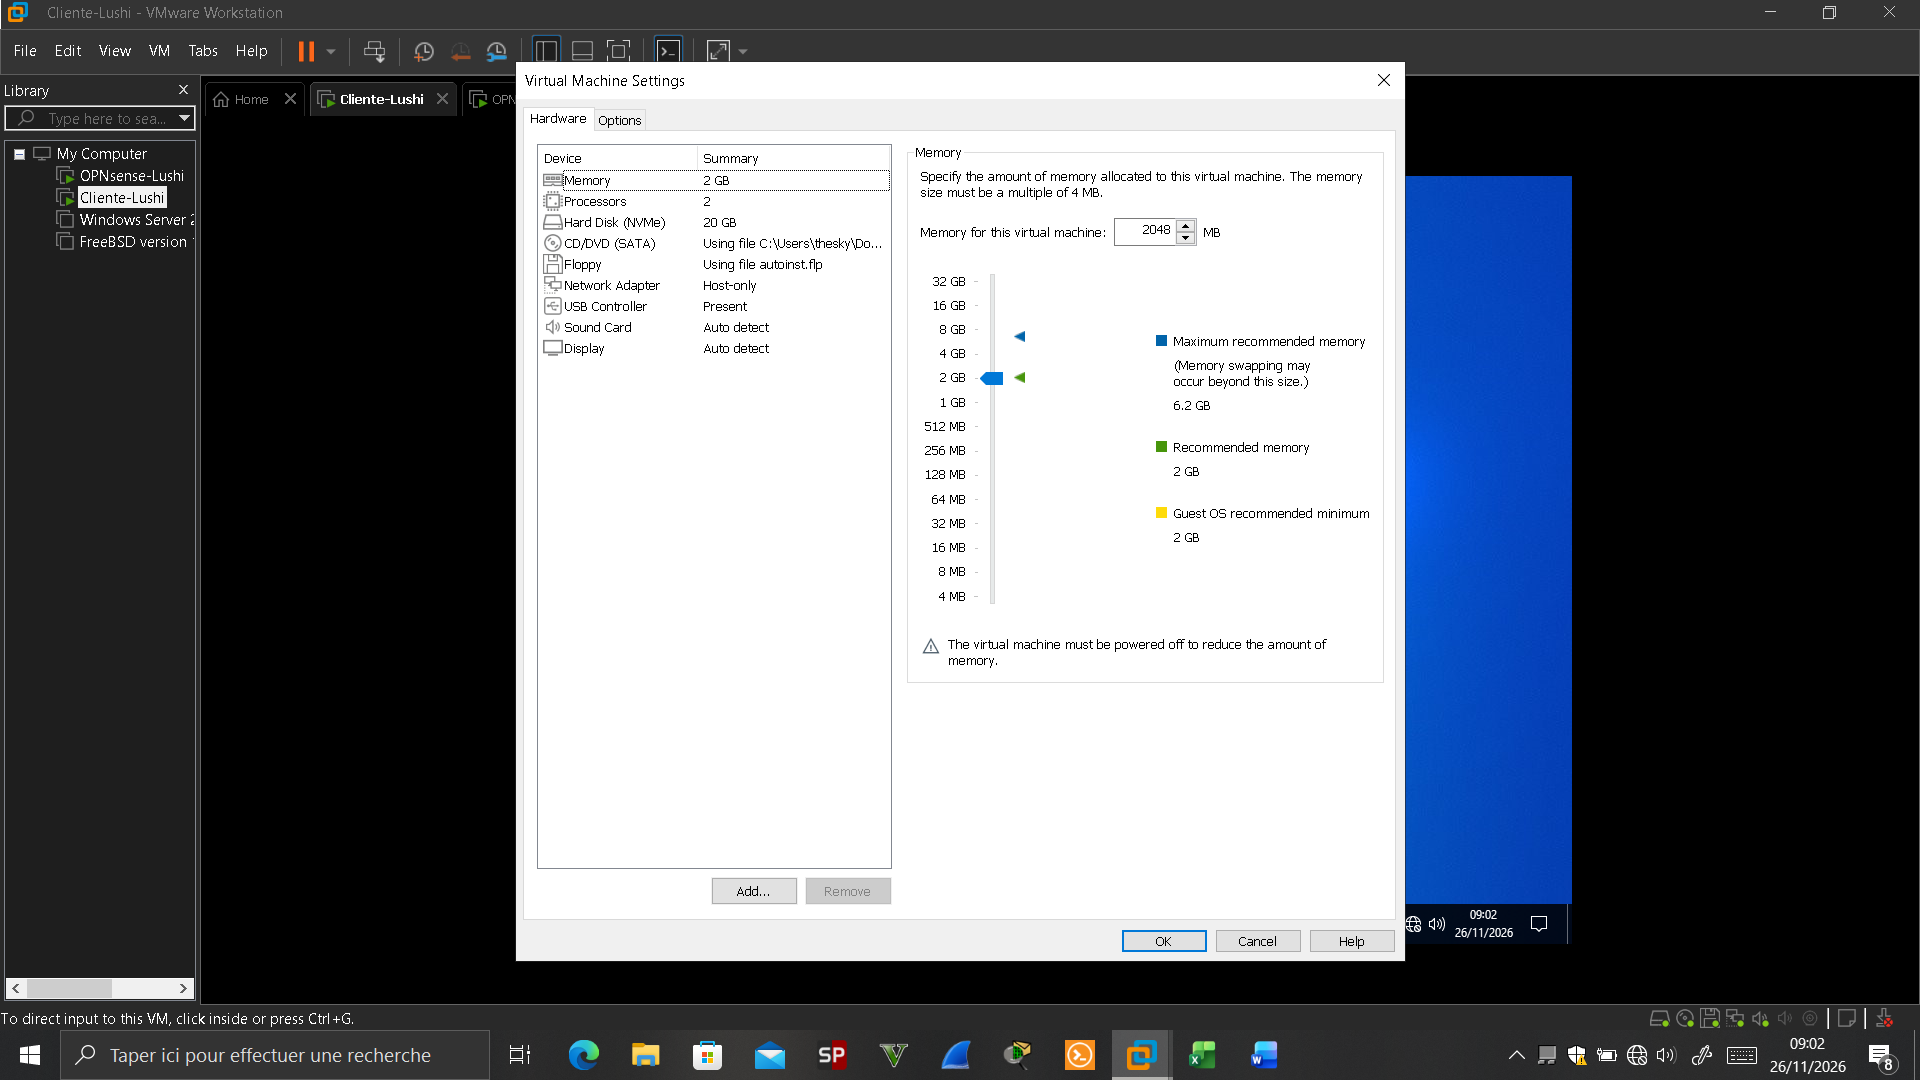 Cliente-Lushi - VMware Workstation
File Edit View VM Tabs Help
Library
Type here to sea...
My Computer
OPNsense-Lushi
Cliente-Lushi
Windows Server
FreeBSD version
Home
Cliente-Lushi
OPN
Virtual Machine Settings
Hardware
Options
Device Summary
Memory 2 GB
Processors 2
Hard Disk (NVMe) 20 GB
CD/DVD (SATA) Using file C:\Users\thesky\Do...
Floppy Using file autoinst.flp
Network Adapter Host-only
USB Controller Present
Sound Card Auto detect
Display Auto detect
Add...
Remove
Memory
Specify the amount of memory allocated to this virtual machine. The memory
size must be a multiple of 4 MB.
Memory for this virtual machine: 2048 MB
32 GB
16 GB
8 GB
4 GB
2 GB
1 GB
512 MB
256 MB
128 MB
64 MB
32 MB
16 MB
8 MB
4 MB
Maximum recommended memory
(Memory swapping may
occur beyond this size.)
6.2 GB
Recommended memory
2 GB
Guest OS recommended minimum
2 GB
The virtual machine must be powered off to reduce the amount of
memory.
OK
Cancel
Help
09:02
26/11/2026
To direct input to this VM, click inside or press Ctrl+G.
Taper ici pour effectuer une recherche
SP
V
09:02
26/11/2026
8